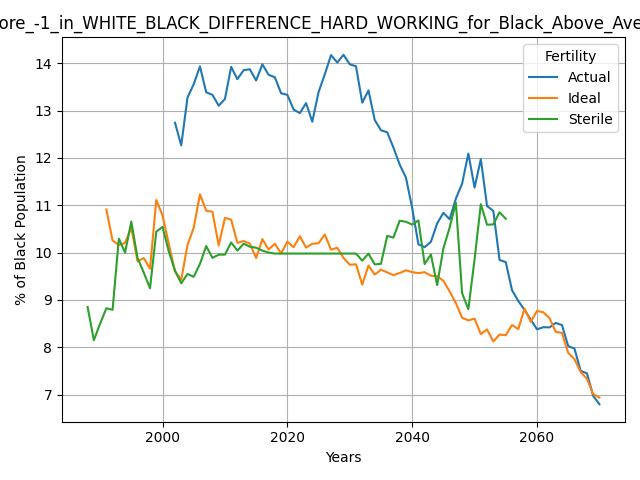 ore_-1_in_WHITE_BLACK_DIFFERENCE_HARD_WORKING_for_Black_Above_Ave
Fertility
Actual
Ideal
Sterile
% of Black Population
14
13
12
11
10
9
8
7
2000 2020 2040 2060
Years